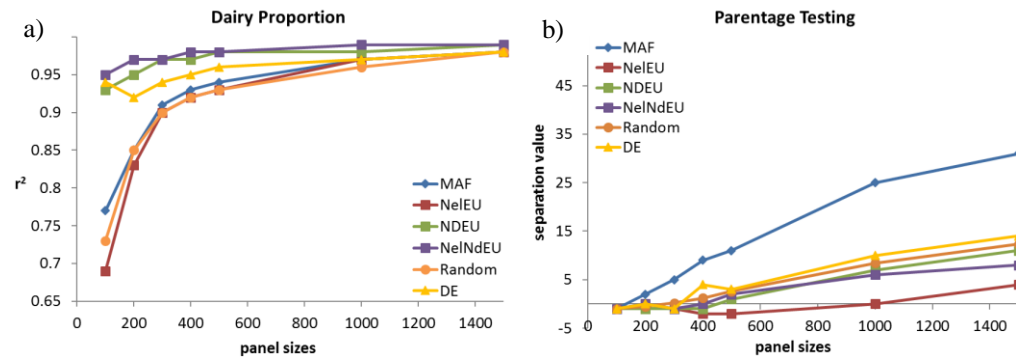 a)
Dairy Proportion
1
0.95
0.9
0.85
r²
0.8
0.75
0.7
0.65
0 200 400 600 800 1000 1200 1400
panel sizes
MAF
NelEU
NDEU
NelNdEU
Random
DE
b)
Parentage Testing
MAF
NelEU
NDEU
NelNdEU
Random
DE
45
35
25
15
5
-5
separation value
0 200 400 600 800 1000 1200 1400
panel sizes